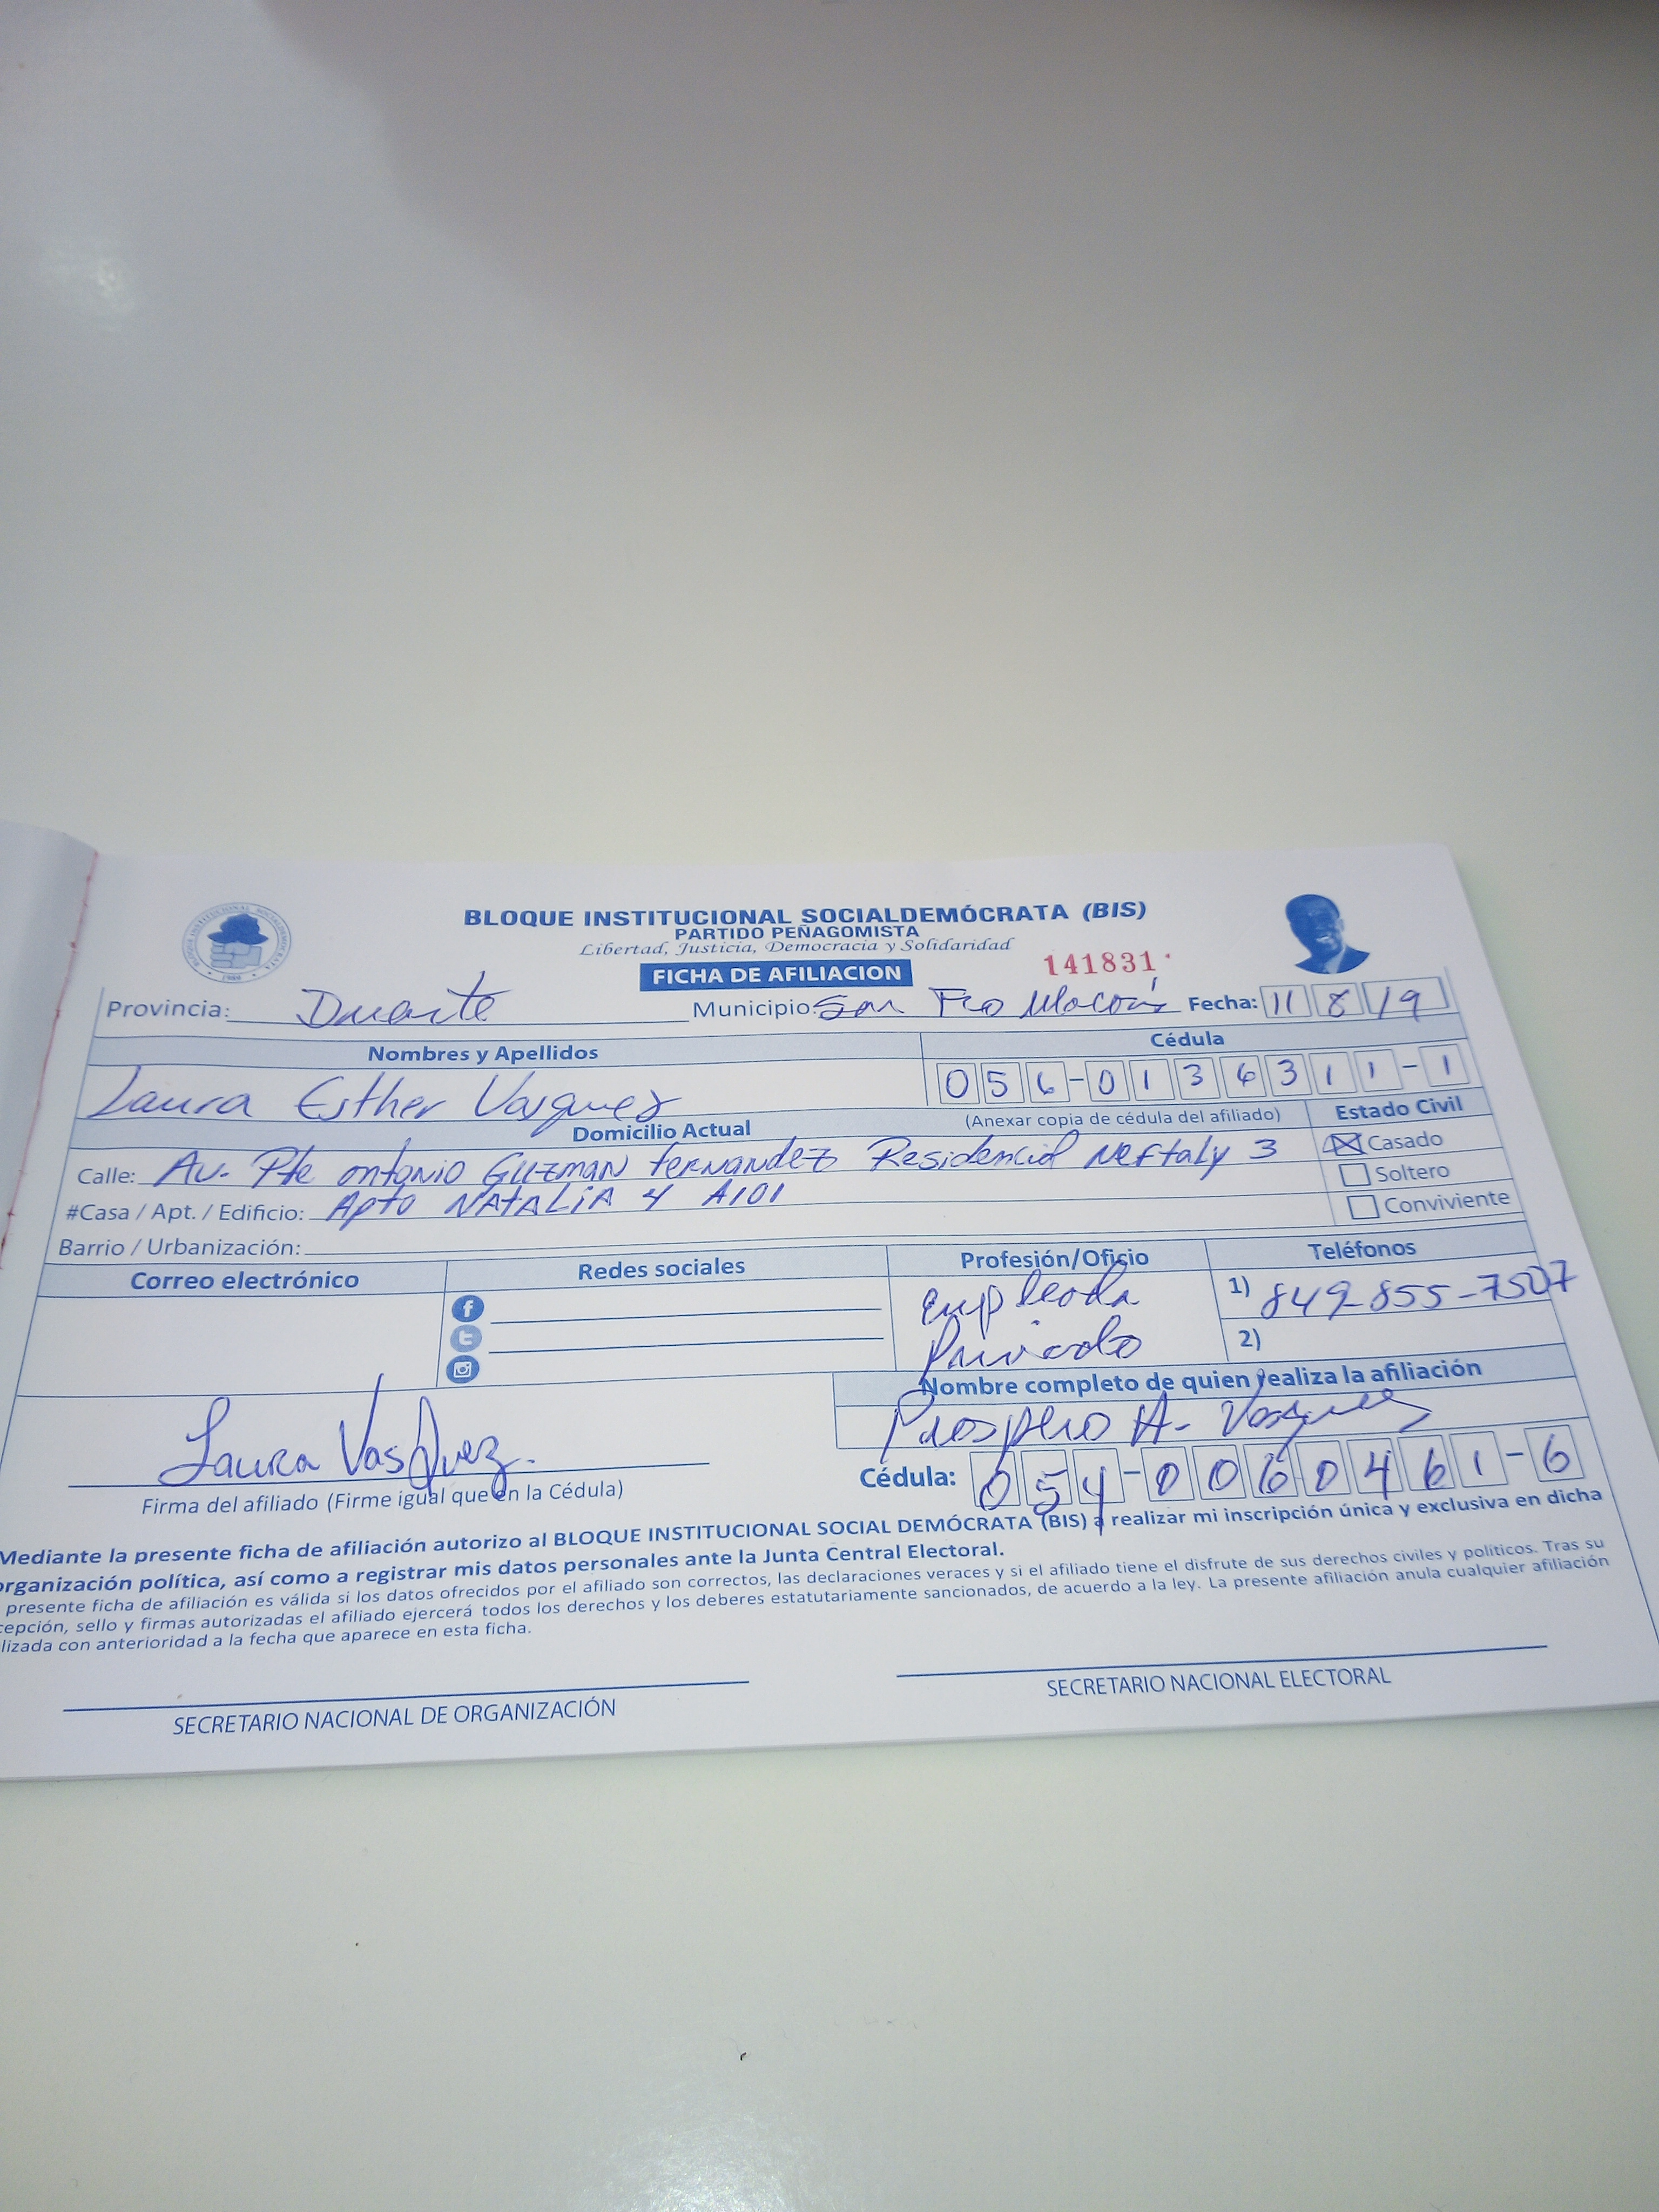 BLOQUE INSTITUCIONAL SOCIALDEMÓCRATA (BIS)
PARTIDO PEÑAGOMISTA
Libertad, Justicia, Democracia y Solidaridad
FICHA DE AFILIACION
141831
Provincia: Duarte Municipio: San Fco Macorís Fecha: 11 8 19
Nombres y Apellidos Cédula
Laura Esther Vasquez 056-0136311-1
Domicilio Actual (Anexar copia de cédula del afiliado) Estado Civil
Calle: Av. Pte Antonio GUZMAN FERNANDEZ Residencial NEFTALY 3 Casado
#Casa / Apt. / Edificio: Apto NATALIA 4 A101 Soltero
Barrio / Urbanización: Conviviente
Correo electrónico Redes sociales Profesión/Oficio Teléfonos
empleada 1) 849-855-7507
Privado 2)
Nombre completo de quien realiza la afiliación
Prospero A. Vasquez
Laura Vasquez.
Cédula: 054-0060461-6
Firma del afiliado (Firme igual que en la Cédula)
Mediante la presente ficha de afiliación autorizo al BLOQUE INSTITUCIONAL SOCIAL DEMÓCRATA (BIS) a realizar mi inscripción única y exclusiva en dicha
organización política, así como a registrar mis datos personales ante la Junta Central Electoral.
presente ficha de afiliación es válida si los datos ofrecidos por el afiliado son correctos, las declaraciones veraces y si el afiliado tiene el disfrute de sus derechos civiles y políticos. Tras su
cepción, sello y firmas autorizadas el afiliado ejercerá todos los derechos y los deberes estatutariamente sancionados, de acuerdo a la ley. La presente afiliación anula cualquier afiliación
lizada con anterioridad a la fecha que aparece en esta ficha.
SECRETARIO NACIONAL DE ORGANIZACIÓN SECRETARIO NACIONAL ELECTORAL